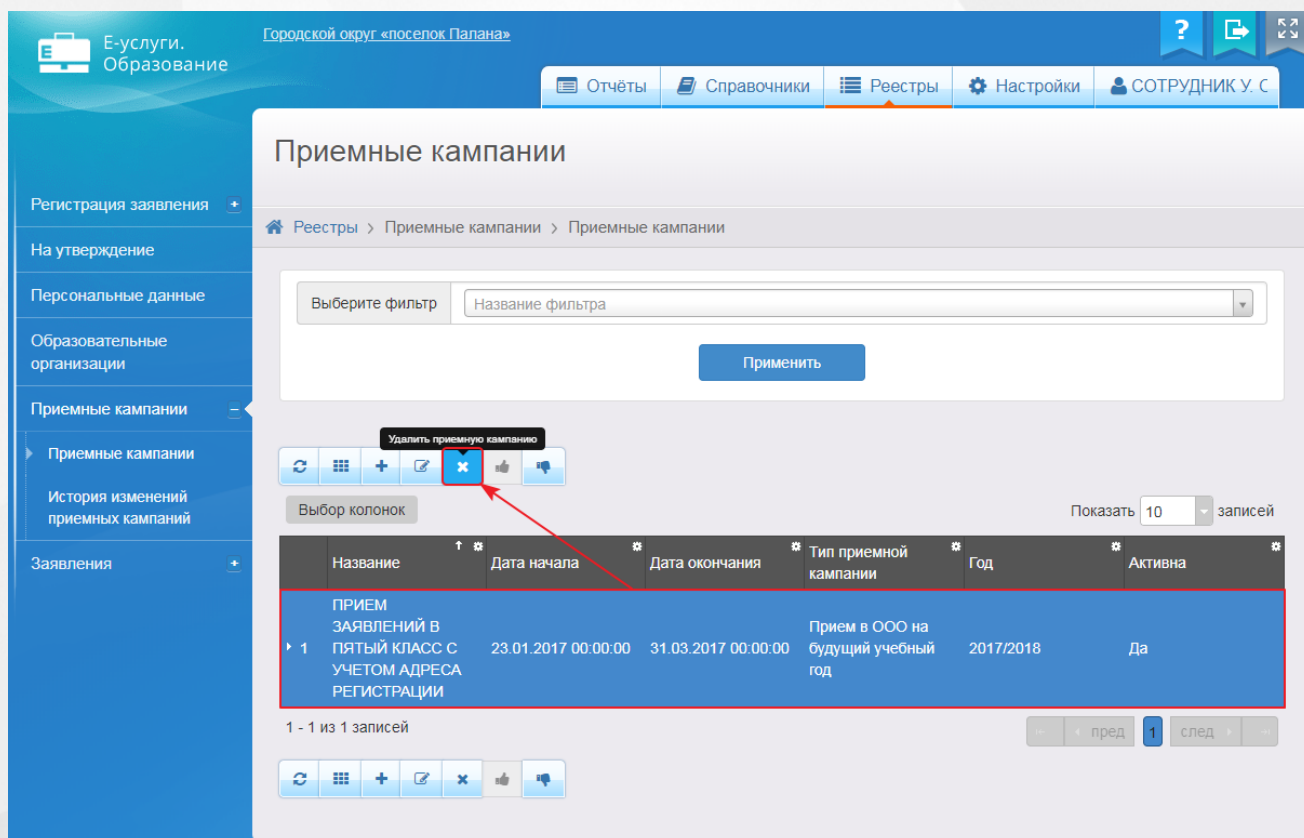 Е-услуги.
Образование
Городской округ «поселок Палана»
?
Отчёты
Справочники
Реестры
Настройки
СОТРУДНИК У. С
Приемные кампании
Регистрация заявления
На утверждение
Персональные данные
Образовательные
организации
Приемные кампании
Приемные кампании
История изменений
приемных кампаний
Заявления
Реестры > Приемные кампании > Приемные кампании
Выберите фильтр
Название фильтра
Применить
Удалить приемную кампанию
Выбор колонок
Показать 10 записей
Название
Дата начала
Дата окончания
Тип приемной
кампании
Год
Активна
1
ПРИЕМ
ЗАЯВЛЕНИЙ В
ПЯТЫЙ КЛАСС С
УЧЕТОМ АДРЕСА
РЕГИСТРАЦИИ
23.01.2017 00:00:00
31.03.2017 00:00:00
Прием в ООО на
будущий учебный
год
2017/2018
Да
1 - 1 из 1 записей
пред
1
след